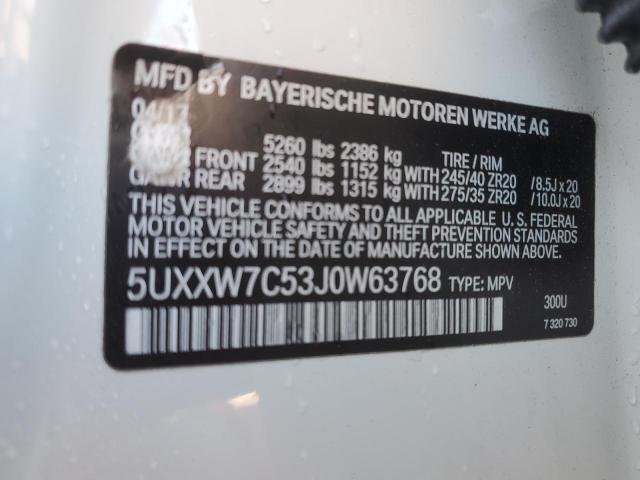 MFD BY BAYERISCHE MOTOREN WERKE AG
04/17
5260 lbs 2386 kg TIRE / RIM
FRONT 2540 lbs 1152 kg WITH 245/40 ZR20 / 8.5J x 20
REAR 2899 lbs 1315 kg WITH 275/35 ZR20 / 10.0J x 20
THIS VEHICLE CONFORMS TO ALL APPLICABLE U. S. FEDERAL
MOTOR VEHICLE SAFETY AND THEFT PREVENTION STANDARDS
IN EFFECT ON THE DATE OF MANUFACTURE SHOWN ABOVE.
5UXXW7C53J0W63768 TYPE: MPV
300U
7 320 730